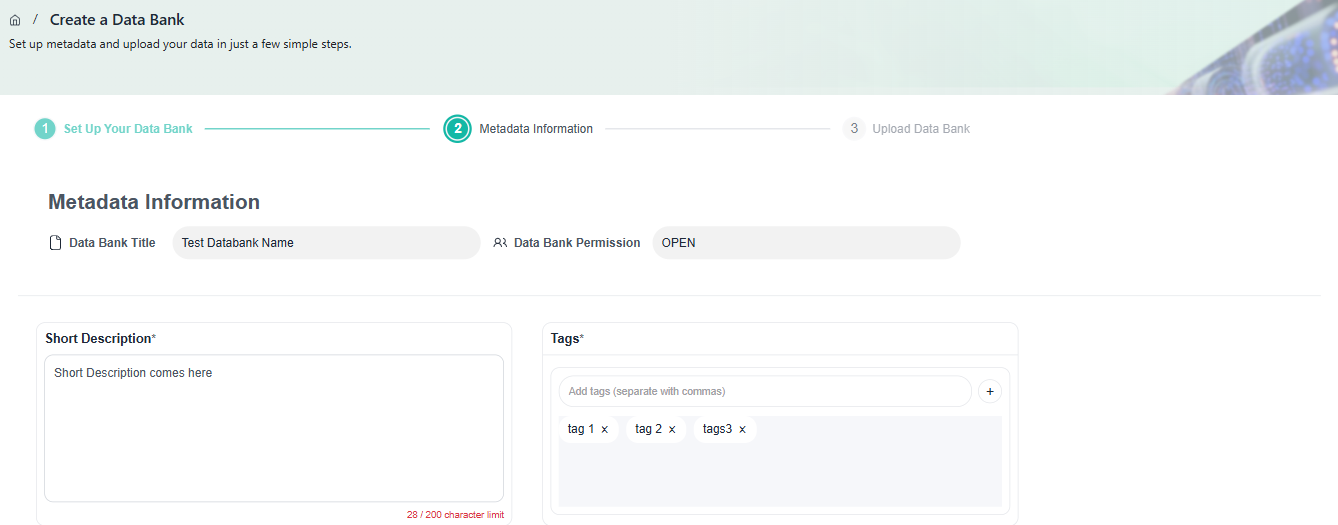 / Create a Data Bank
Set up metadata and upload your data in just a few simple steps.
1 Set Up Your Data Bank 2 Metadata Information 3 Upload Data Bank
Metadata Information
Data Bank Title Test Databank Name Data Bank Permission OPEN
Short Description*
Short Description comes here
28 / 200 character limit
Tags*
Add tags (separate with commas) +
tag 1 x tag 2 x tags3 x